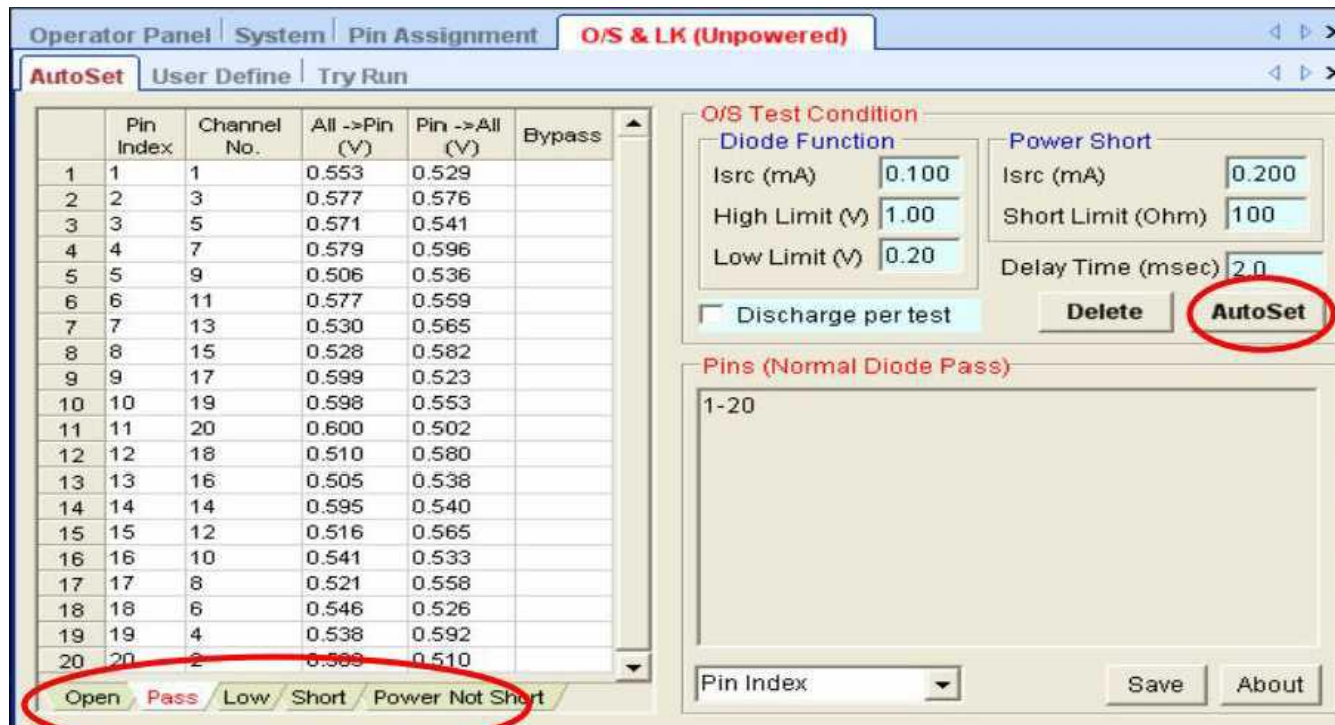 Operator Panel System Pin Assignment O/S & LK (Unpowered)
AutoSet User Define Try Run
Pin Index Channel No. All ->Pin (V) Pin ->All (V) Bypass
1 1 1 0.553 0.529
2 2 3 0.577 0.576
3 3 5 0.571 0.541
4 4 7 0.579 0.596
5 5 9 0.506 0.536
6 6 11 0.577 0.559
7 7 13 0.530 0.565
8 8 15 0.528 0.582
9 9 17 0.599 0.523
10 10 19 0.598 0.553
11 11 20 0.600 0.502
12 12 18 0.510 0.580
13 13 16 0.505 0.538
14 14 14 0.595 0.540
15 15 12 0.516 0.565
16 16 10 0.541 0.533
17 17 8 0.521 0.558
18 18 6 0.546 0.526
19 19 4 0.538 0.592
20 20 2 0.510
Open Pass Low Short Power Not Short
O/S Test Condition
Diode Function
Isrc (mA) 0.100
High Limit (V) 1.00
Low Limit (V) 0.20
Power Short
Isrc (mA) 0.200
Short Limit (Ohm) 100
Delay Time (msec) 2.0
Discharge per test
Delete
AutoSet
Pins (Normal Diode Pass)
1-20
Pin Index
Save
About